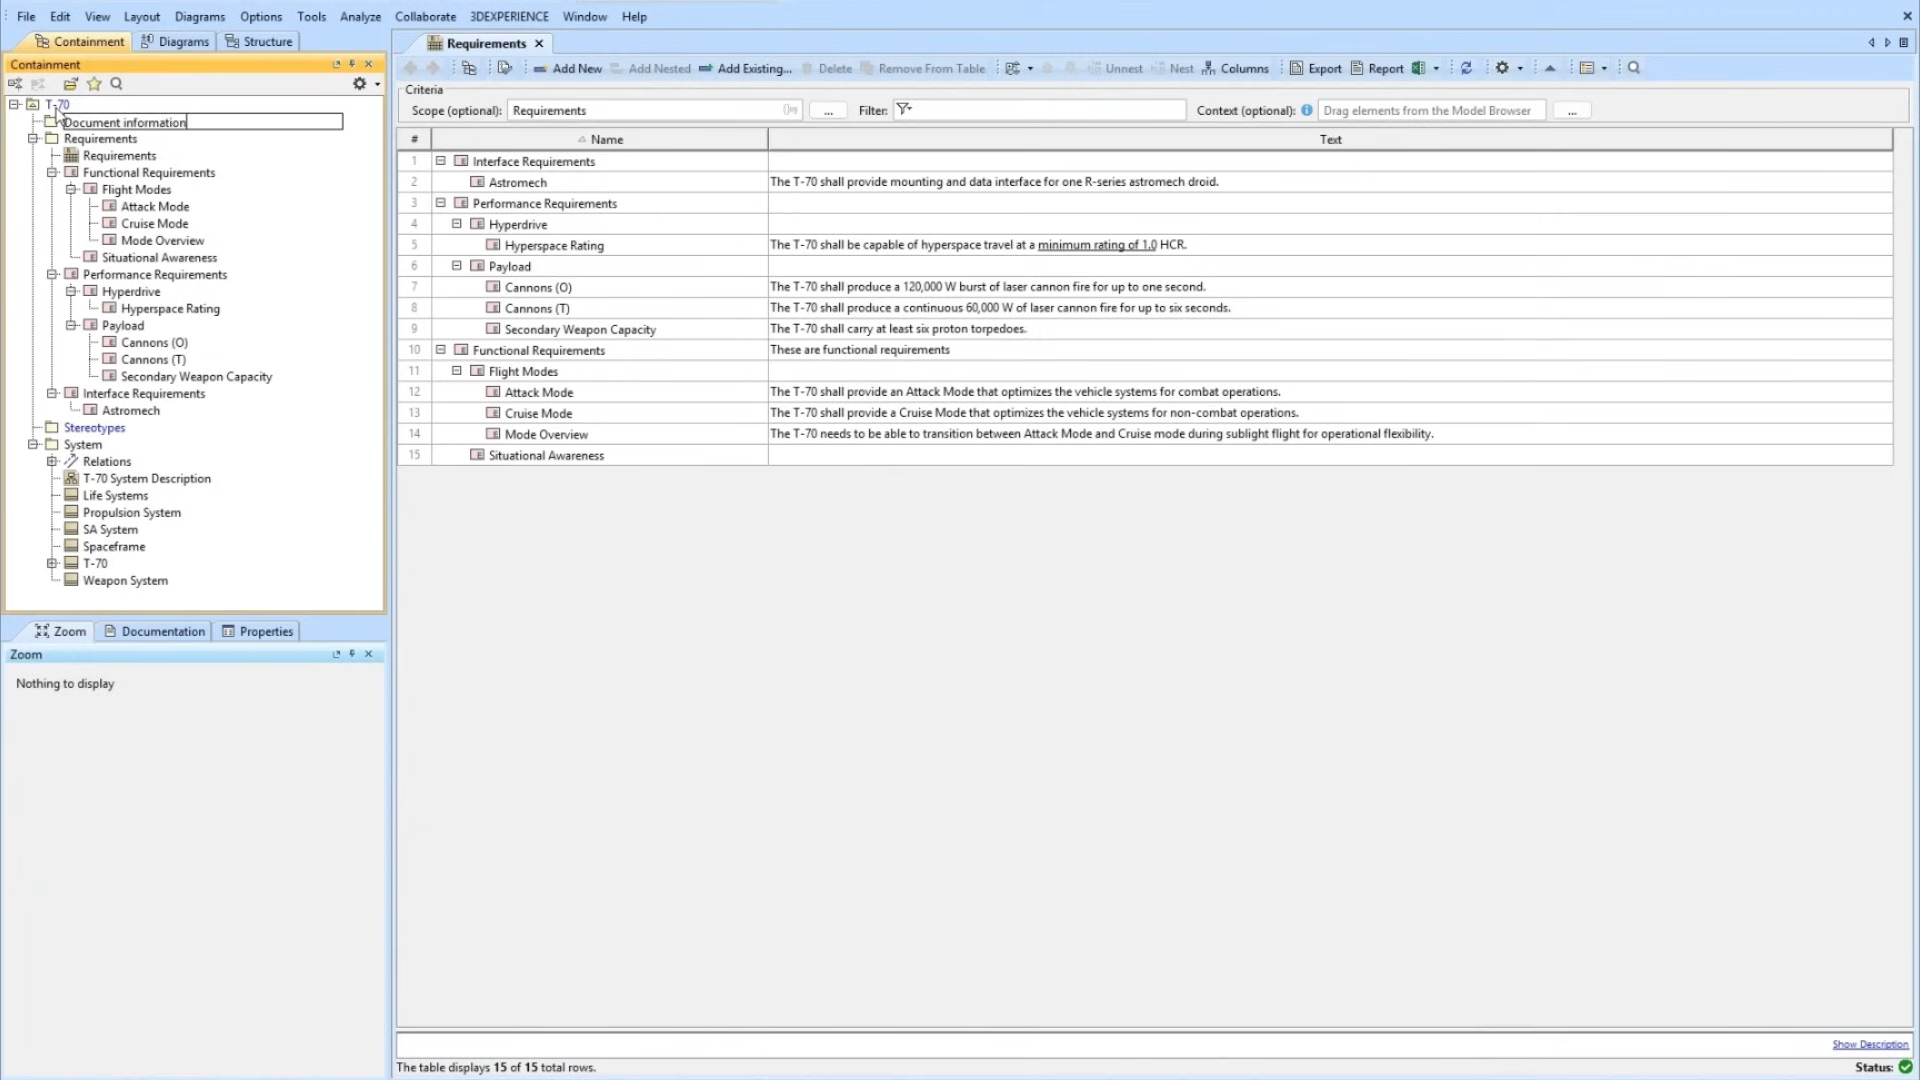 File Edit View Layout Diagrams Options Tools Analyze Collaborate 3DEXPERIENCE Window Help
Containment Diagrams Structure
Containment
T-70
Document information
Requirements
Requirements
Functional Requirements
Flight Modes
Attack Mode
Cruise Mode
Mode Overview
Situational Awareness
Performance Requirements
Hyperdrive
Hyperspace Rating
Payload
Cannons (O)
Cannons (T)
Secondary Weapon Capacity
Interface Requirements
Astromech
Stereotypes
System
Relations
T-70 System Description
Life Systems
Propulsion System
SA System
Spaceframe
T-70
Weapon System
Zoom Documentation Properties
Zoom
Nothing to display
Requirements
Add New Add Nested Add Existing... Delete Remove From Table Unnest Nest Columns Export Report
Criteria
Scope (optional): Requirements ... Filter: Context (optional): Drag elements from the Model Browser ...
# Name Text
1 Interface Requirements
2 Astromech The T-70 shall provide mounting and data interface for one R-series astromech droid.
3 Performance Requirements
4 Hyperdrive
5 Hyperspace Rating The T-70 shall be capable of hyperspace travel at a minimum rating of 1.0 HCR.
6 Payload
7 Cannons (O) The T-70 shall produce a 120,000 W burst of laser cannon fire for up to one second.
8 Cannons (T) The T-70 shall produce a continuous 60,000 W of laser cannon fire for up to six seconds.
9 Secondary Weapon Capacity The T-70 shall carry at least six proton torpedoes.
10 Functional Requirements These are functional requirements
11 Flight Modes
12 Attack Mode The T-70 shall provide an Attack Mode that optimizes the vehicle systems for combat operations.
13 Cruise Mode The T-70 shall provide a Cruise Mode that optimizes the vehicle systems for non-combat operations.
14 Mode Overview The T-70 needs to be able to transition between Attack Mode and Cruise mode during sublight flight for operational flexibility.
15 Situational Awareness
Show Description
The table displays 15 of 15 total rows. Status: